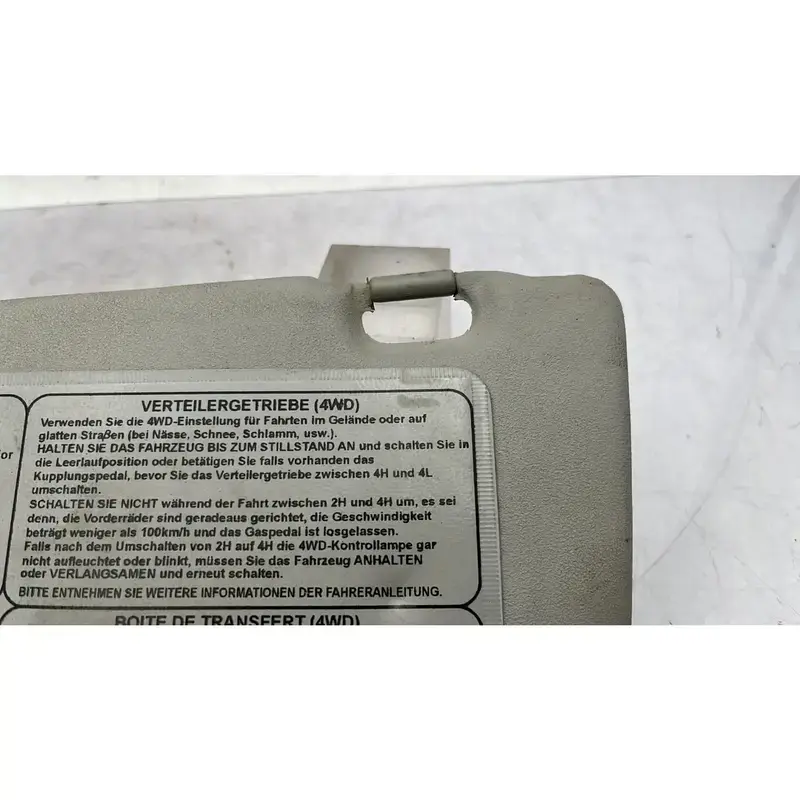 or
VERTEILERGETRIEBE (4WD)
Verwenden Sie die 4WD-Einstellung für Fahrten im Gelände oder auf
glatten Straßen (bei Nässe, Schnee, Schlamm, usw.).
HALTEN SIE DAS FAHRZEUG BIS ZUM STILLSTAND AN und schalten Sie in
die Leerlaufposition oder betätigen Sie falls vorhanden das
Kupplungspedal, bevor Sie das Verteilergetriebe zwischen 4H und 4L
umschalten.
SCHALTEN SIE NICHT während der Fahrt zwischen 2H und 4H um, es sei
denn, die Vorderräder sind geradeaus gerichtet, die Geschwindigkeit
beträgt weniger als 100km/h und das Gaspedal ist losgelassen.
Falls nach dem Umschalten von 2H auf 4H die 4WD-Kontrollampe gar
nicht aufleuchtet oder blinkt, müssen Sie das Fahrzeug ANHALTEN
oder VERLANGSAMEN und erneut schalten.
BITTE ENTNEHMEN SIE WEITERE INFORMATIONEN DER FAHRERANLEITUNG.
BOITE DE TRANSFERT (4WD)